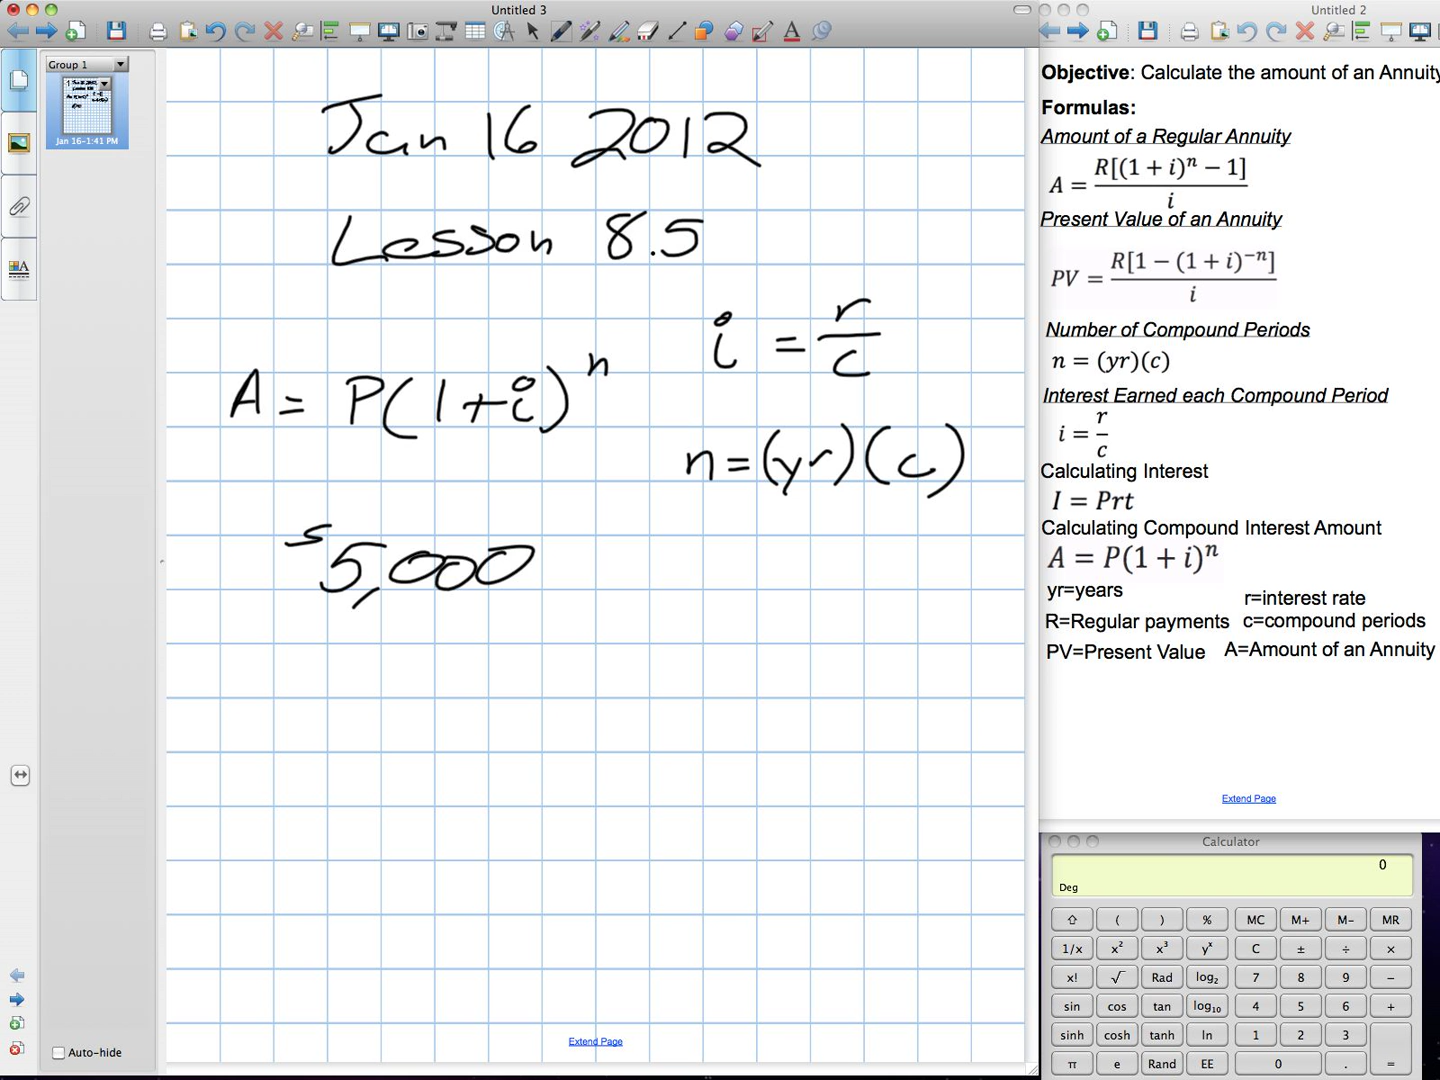 Untitled 3
Group 1
Jan 16-1:41 PM
Auto-hide
Jan 16 2012
Lesson 8.5
A = P(1+i)^n
i = r/c
n=(yr)(c)
$5,000
Extend Page
Untitled 2
Objective: Calculate the amount of an Annuity
Formulas:
Amount of a Regular Annuity
A = R[(1 + i)^n − 1] / i
Present Value of an Annuity
PV = R[1 − (1 + i)^−n] / i
Number of Compound Periods
n = (yr)(c)
Interest Earned each Compound Period
i = r/c
Calculating Interest
I = Prt
Calculating Compound Interest Amount
A = P(1 + i)^n
yr=years
r=interest rate
R=Regular payments c=compound periods
PV=Present Value A=Amount of an Annuity
Extend Page
Calculator
0
Deg
( ) % MC M+ M- MR
1/x x² x³ yˣ C ± ÷ ×
x! √ Rad log₂ 7 8 9 −
sin cos tan log₁₀ 4 5 6 +
sinh cosh tanh ln 1 2 3
π e Rand EE 0 . =